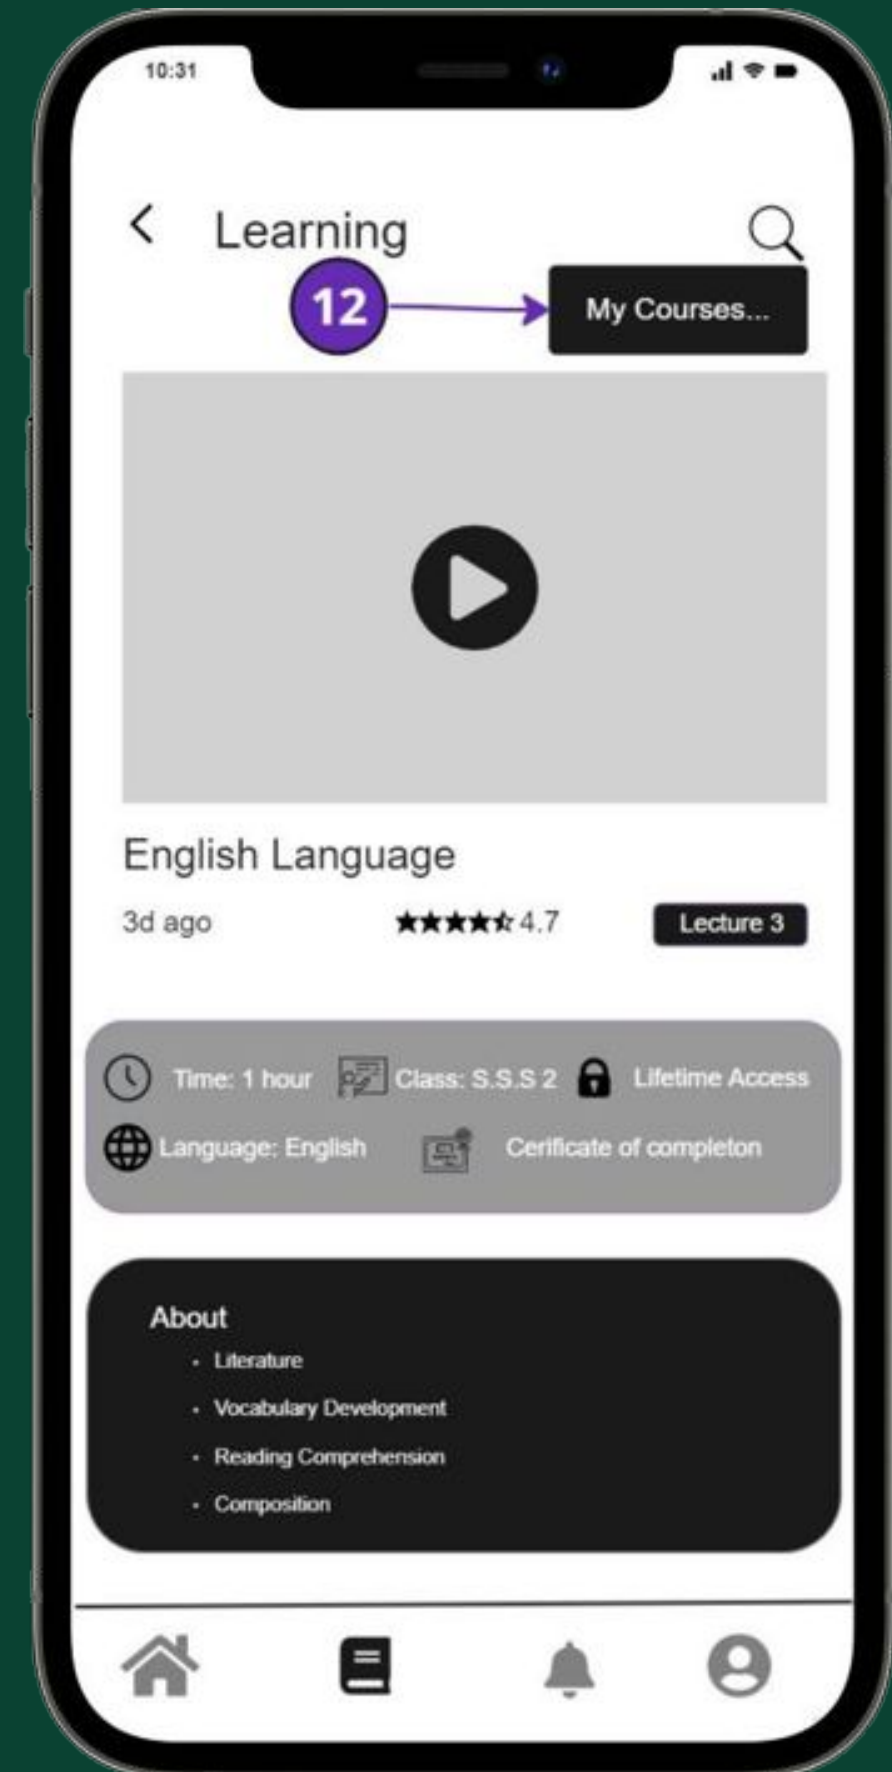 10:31
Learning
12
My Courses...
English Language
3d ago 4.7 Lecture 3
Time: 1 hour Class: S.S.S 2 Lifetime Access
Language: English Cerificate of completon
About
• Literature
• Vocabulary Development
• Reading Comprehension
• Composition